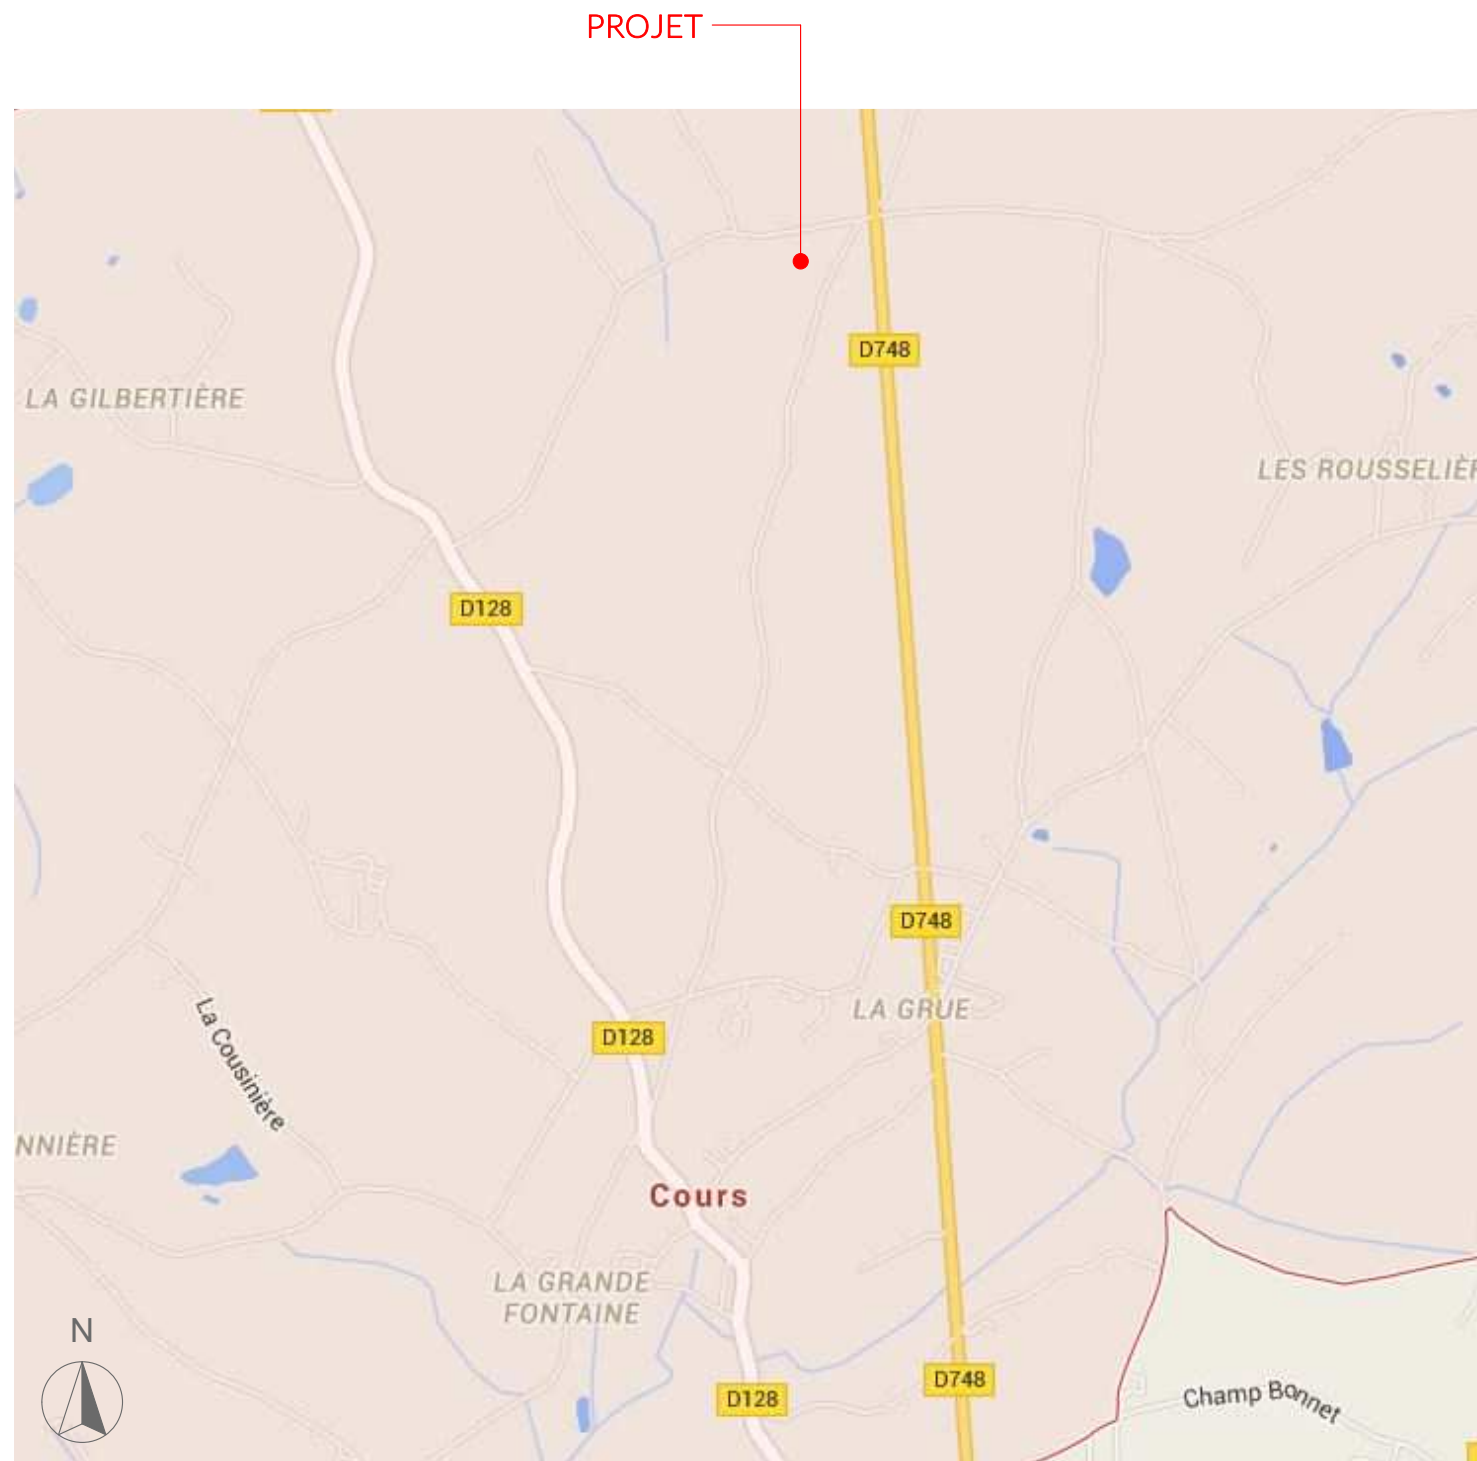 PROJET
D748
LA GILBERTIÈRE
LES ROUSSELIÈR
D128
D748
LA GRUE
La Cousinière
D128
NNIÈRE
Cours
LA GRANDE
FONTAINE
N
D748
Champ Bonnet
D128